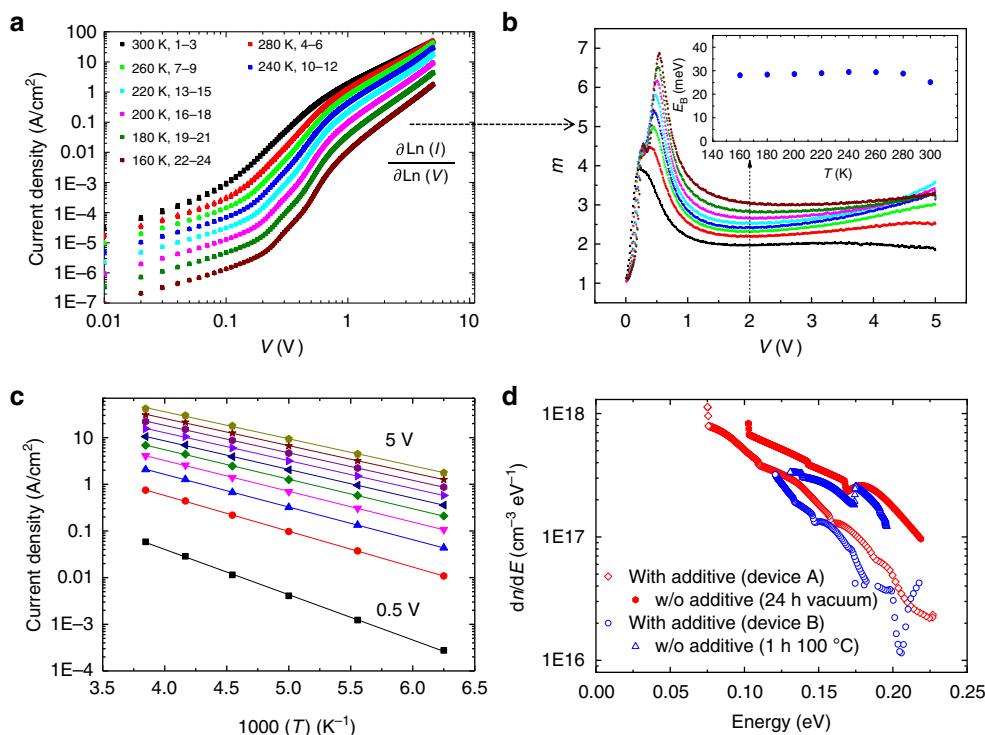 a
Current density (A/cm²)
100
10
1
0.1
0.01
1E–3
1E–4
1E–5
1E–6
1E–7
0.01
0.1
1
10
V (V)
300 K, 1–3
280 K, 4–6
260 K, 7–9
240 K, 10–12
220 K, 13–15
200 K, 16–18
180 K, 19–21
160 K, 22–24
∂Ln (I)
∂Ln (V)
b
m
7
6
5
4
3
2
1
0
1
2
3
4
5
V (V)
E_B (meV)
40
30
20
10
0
140 160 180 200 220 240 260 280 300
T (K)
c
Current density (A/cm²)
10
1
0.1
0.01
1E–3
1E–4
5 V
0.5 V
3.5
4.0
4.5
5.0
5.5
6.0
6.5
1000 (T) (K⁻¹)
d
dn/dE (cm⁻³ eV⁻¹)
1E18
1E17
1E16
With additive (device A)
w/o additive (24 h vacuum)
With additive (device B)
w/o additive (1 h 100 °C)
0.00
0.05
0.10
0.15
0.20
0.25
Energy (eV)